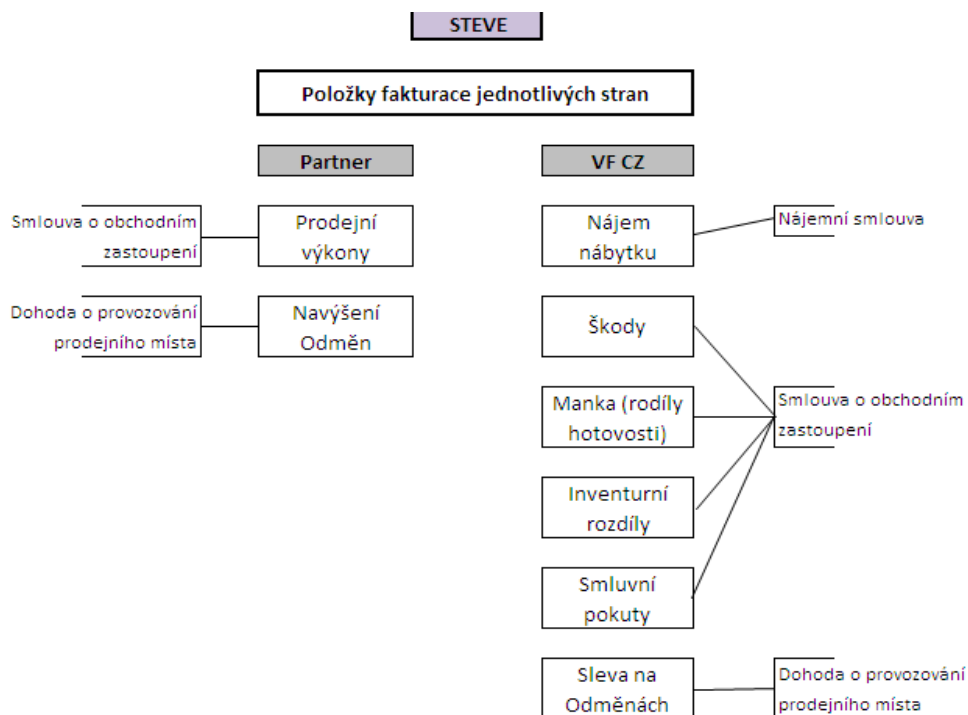 STEVE
Položky fakturace jednotlivých stran
Partner
VF CZ
Smlouva o obchodním
zastoupení
Prodejní
výkony
Nájem
nábytku
Nájemní smlouva
Dohoda o provozování
prodejního místa
Navýšení
Odměn
Škody
Manka (rodíly
hotovosti)
Smlouva o obchodním
zastoupení
Inventurní
rozdíly
Smluvní
pokuty
Sleva na
Odměnách
Dohoda o provozování
prodejního místa